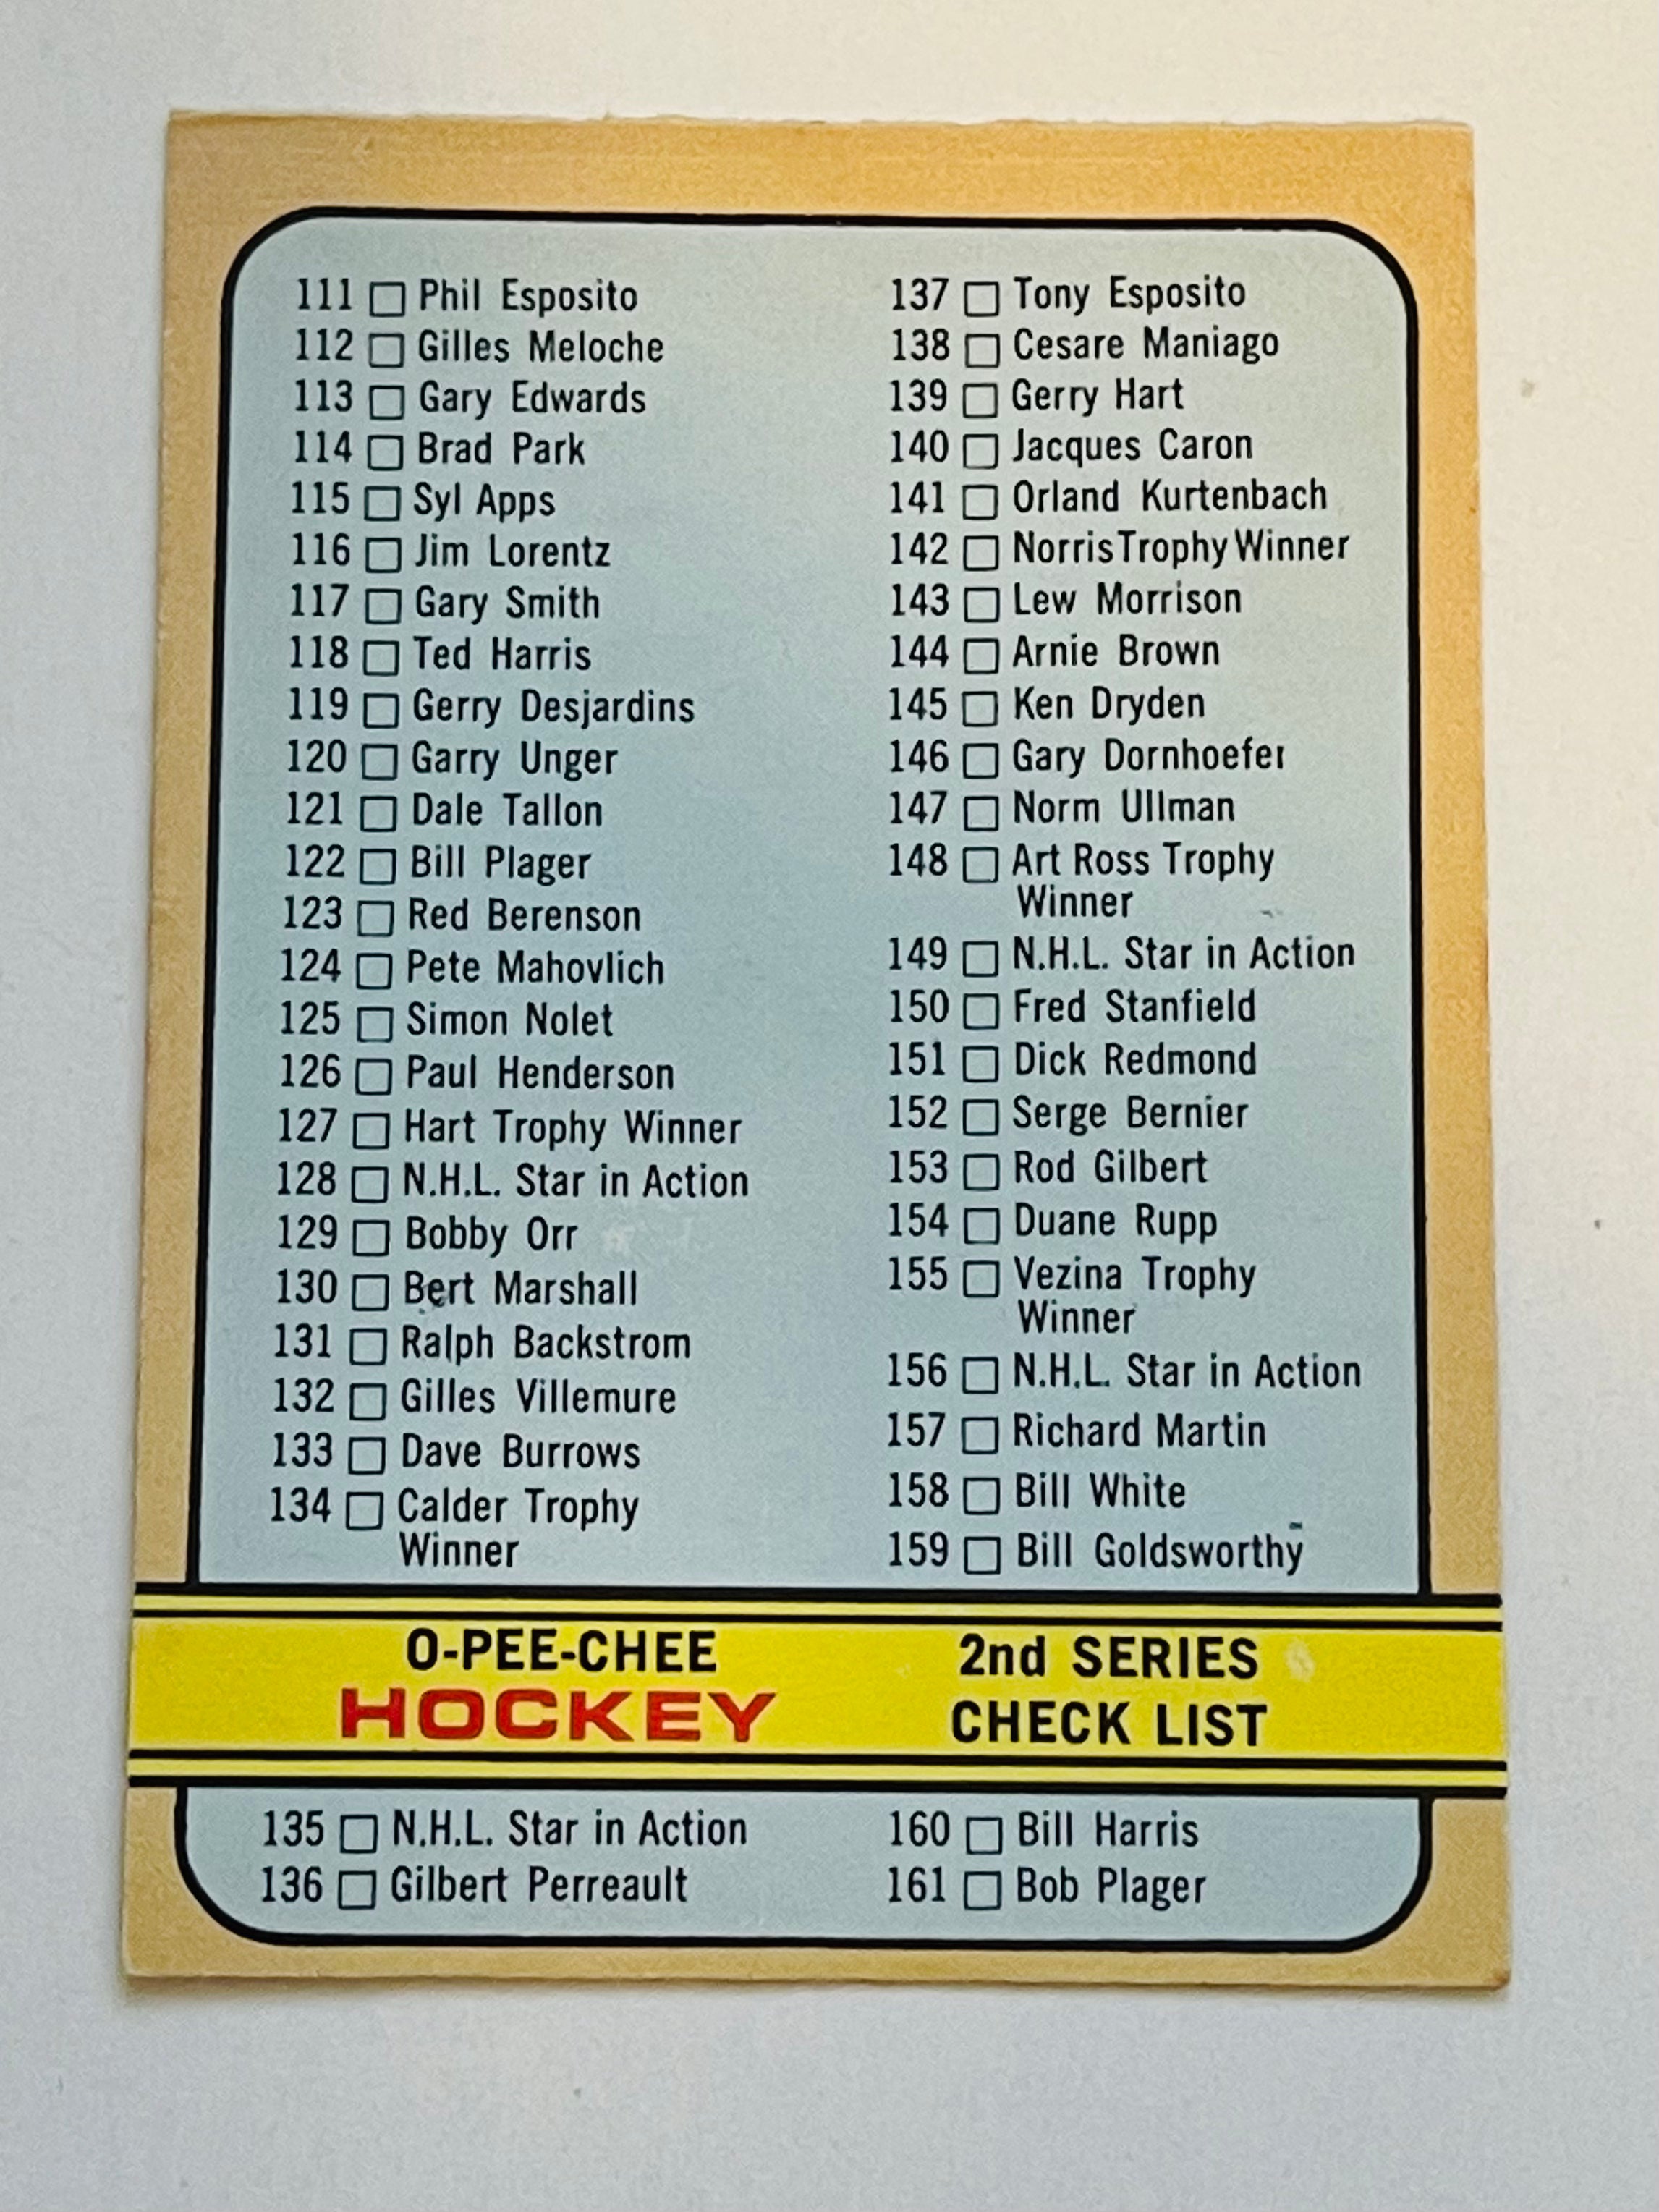 111 Phil Esposito
112 Gilles Meloche
113 Gary Edwards
114 Brad Park
115 Syl Apps
116 Jim Lorentz
117 Gary Smith
118 Ted Harris
119 Gerry Desjardins
120 Garry Unger
121 Dale Tallon
122 Bill Plager
123 Red Berenson
124 Pete Mahovlich
125 Simon Nolet
126 Paul Henderson
127 Hart Trophy Winner
128 N.H.L. Star in Action
129 Bobby Orr
130 Bert Marshall
131 Ralph Backstrom
132 Gilles Villemure
133 Dave Burrows
134 Calder Trophy
Winner
137 Tony Esposito
138 Cesare Maniago
139 Gerry Hart
140 Jacques Caron
141 Orland Kurtenbach
142 Norris Trophy Winner
143 Lew Morrison
144 Arnie Brown
145 Ken Dryden
146 Gary Dornhoefer
147 Norm Ullman
148 Art Ross Trophy
Winner
149 N.H.L. Star in Action
150 Fred Stanfield
151 Dick Redmond
152 Serge Bernier
153 Rod Gilbert
154 Duane Rupp
155 Vezina Trophy
Winner
156 N.H.L. Star in Action
157 Richard Martin
158 Bill White
159 Bill Goldsworthy
O-PEE-CHEE
HOCKEY
2nd SERIES
CHECK LIST
135 N.H.L. Star in Action
136 Gilbert Perreault
160 Bill Harris
161 Bob Plager